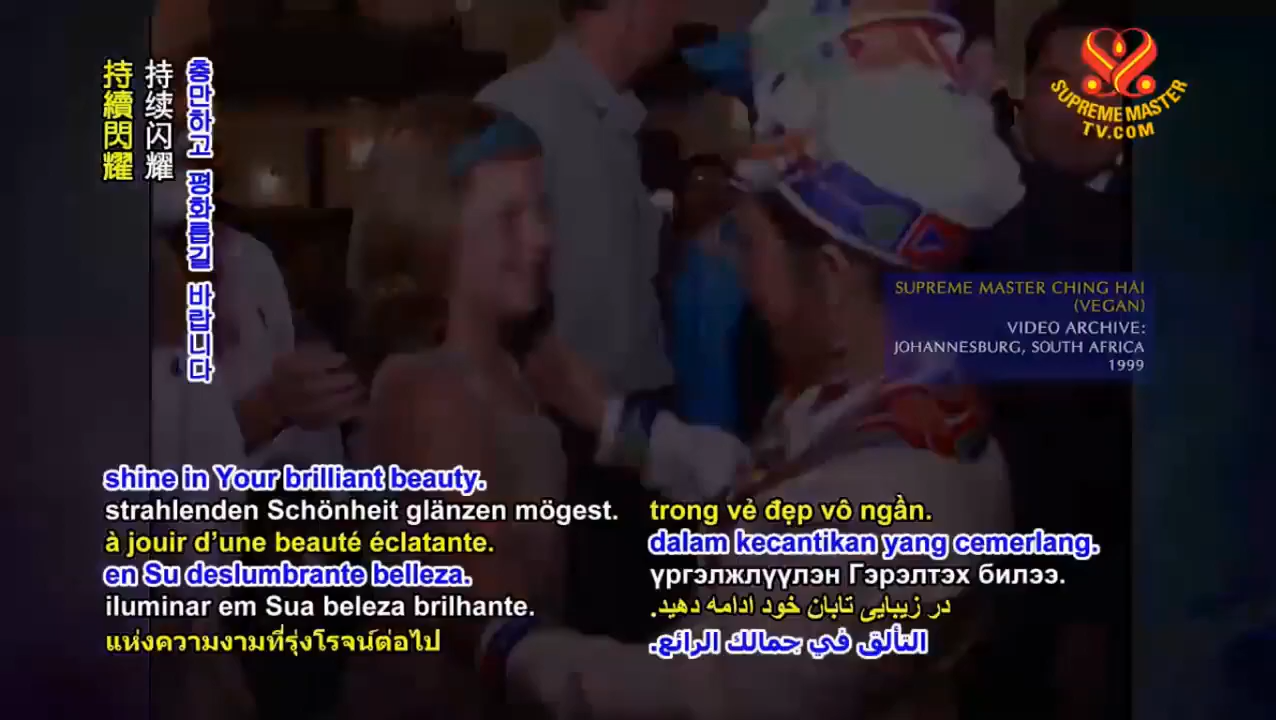 持續閃耀
持续闪耀
충만하고 평화롭길 바랍니다
SUPREME MASTER
TV.COM
SUPREME MASTER CHING HAI
(VEGAN)
VIDEO ARCHIVE:
JOHANNESBURG, SOUTH AFRICA
1999
shine in Your brilliant beauty.
strahlenden Schönheit glänzen mögest.
à jouir d’une beauté éclatante.
en Su deslumbrante belleza.
iluminar em Sua beleza brilhante.
แห่งความงามที่รุ่งโรจน์ต่อไป
trong vẻ đẹp vô ngần.
dalam kecantikan yang cemerlang.
үргэлжлүүлэн Гэрэлтэх билээ.
در زیبایی تابان خود ادامه دهید.
التألق في جمالك الرائع.